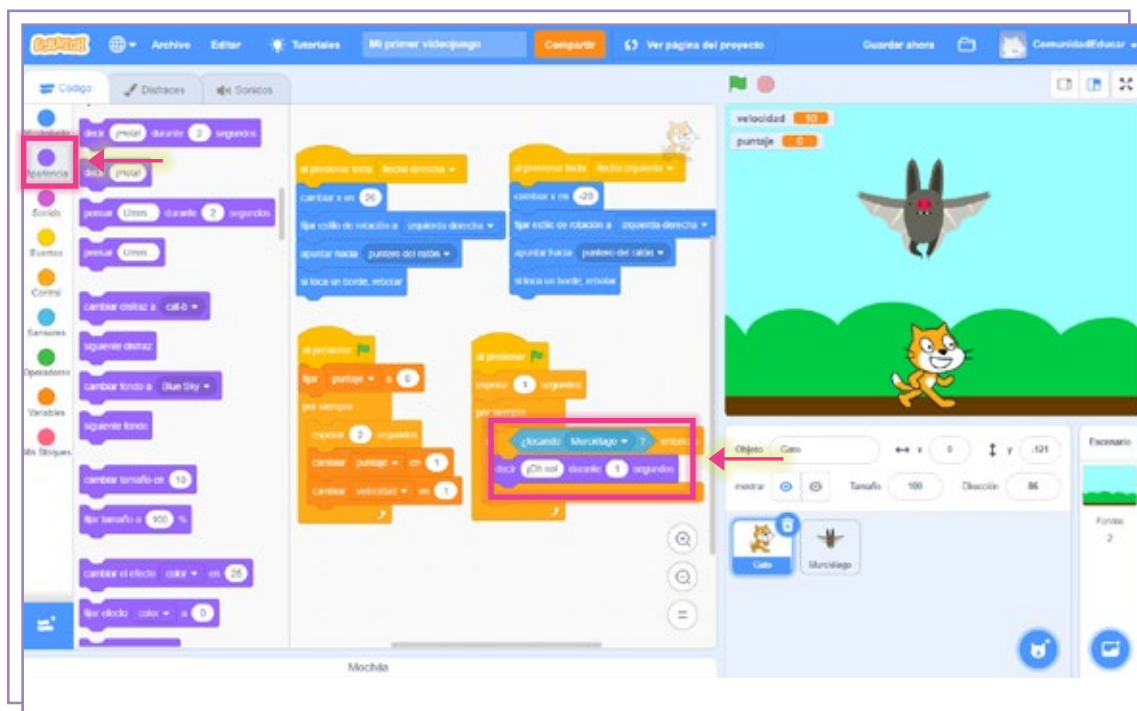 SCRATCH Archivo Editar Tutoriales Mi primer videojuego Compartir Ver página del proyecto Guardar ahora ComunidadEducar
Código Disfraces Sonidos
Movimiento
Apariencia
Sonido
Eventos
Control
Sensores
Operadores
Variables
Mis Bloques
decir ¡Hola! durante 2 segundos
decir ¡Hola!
pensar Umm... durante 2 segundos
pensar Umm...
cambiar disfraz a cat-b
siguiente disfraz
cambiar fondo a Blue Sky
siguiente fondo
cambiar tamaño en 10
fijar tamaño a 100 %
cambiar el efecto color en 25
fijar efecto color a 0
al presionar tecla flecha derecha
cambiar x en 20
fijar estilo de rotación a izquierda derecha
apuntar hacia puntero del ratón
si toca un borde, rebotar
al presionar tecla flecha izquierda
cambiar x en -20
fijar estilo de rotación a izquierda derecha
apuntar hacia puntero del ratón
si toca un borde, rebotar
al presionar
fijar puntaje a 0
por siempre
esperar 2 segundos
cambiar puntaje en 1
cambiar velocidad en 1
al presionar
esperar 1 segundos
por siempre
¿tocando Murciélago ? entonces
decir ¡Oh no! durante 1 segundos
Mochila
velocidad 10
puntaje 0
Objeto Gato x 0 y -121
mostrar Tamaño 100 Dirección 86
Gato
Murciélago
Escenario
Fondos
2